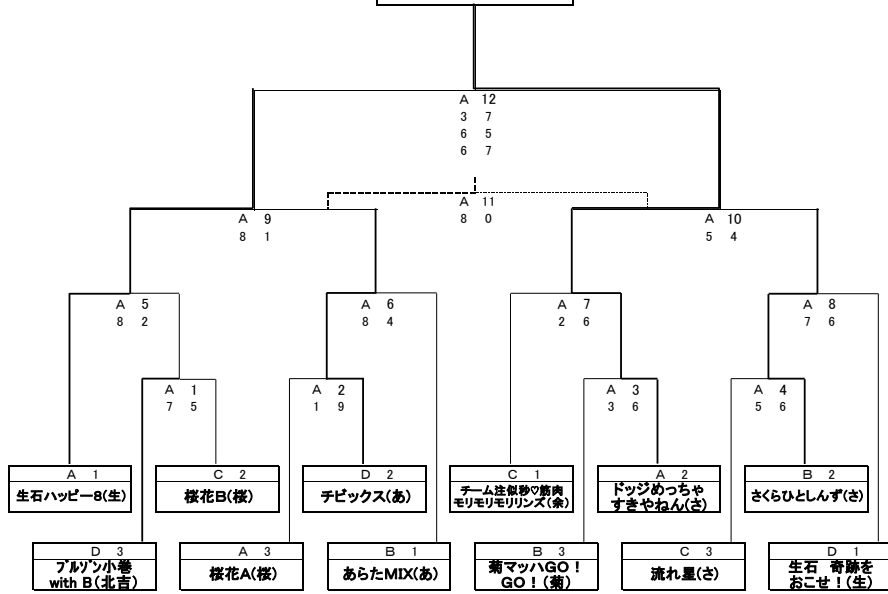 A 12
3 7
6 5
6 7
A 11
8 0
A 9
8 1
A 10
5 4
A 5
8 2
A 6
8 4
A 7
2 6
A 8
7 6
A 1
7 5
A 2
1 9
A 3
3 6
A 4
5 6
A 1
生石ハッピー8(生)
C 2
桜花B(桜)
D 2
チビックス(あ)
C 1
チーム注似秒♡筋肉
モリモリモリリンズ(余)
A 2
ドッジめっちゃ
すきやねん(さ)
B 2
さくらひとしんず(さ)
D 3
ブルゾン小巻
with B(北吉)
A 3
桜花A(桜)
B 1
あらたMIX(あ)
B 3
菊マッハGO!
GO!(菊)
C 3
流れ星(さ)
D 1
生石 奇跡を
おこせ!(生)